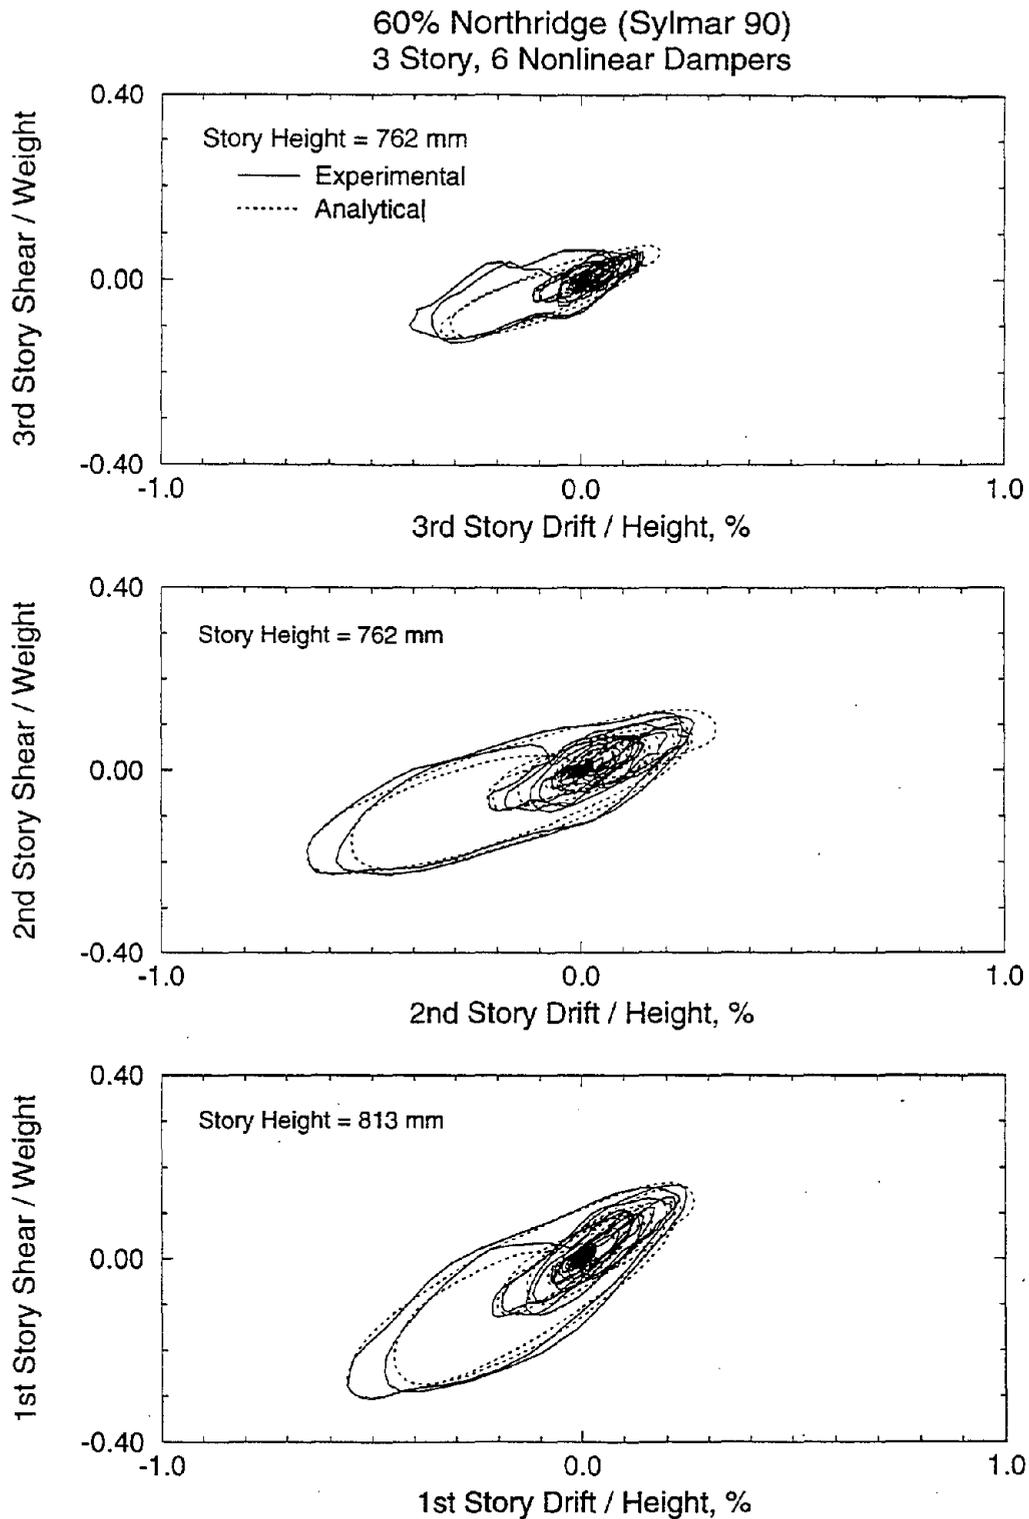 60% Northridge (Sylmar 90)
3 Story, 6 Nonlinear Dampers
3rd Story Shear / Weight
0.40
0.00
-0.40
Story Height = 762 mm
Experimental
Analytical
-1.0
0.0
1.0
3rd Story Drift / Height, %
2nd Story Shear / Weight
0.40
0.00
-0.40
Story Height = 762 mm
-1.0
0.0
1.0
2nd Story Drift / Height, %
1st Story Shear / Weight
0.40
0.00
-0.40
Story Height = 813 mm
-1.0
0.0
1.0
1st Story Drift / Height, %